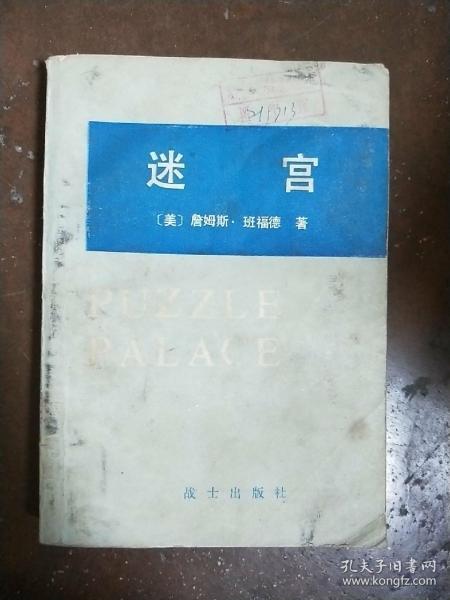 215313
迷 宫
〔美〕詹姆斯·班福德 著
PUZZLE
PALACE
战士出版社
孔夫子旧书网
www.kongfz.com